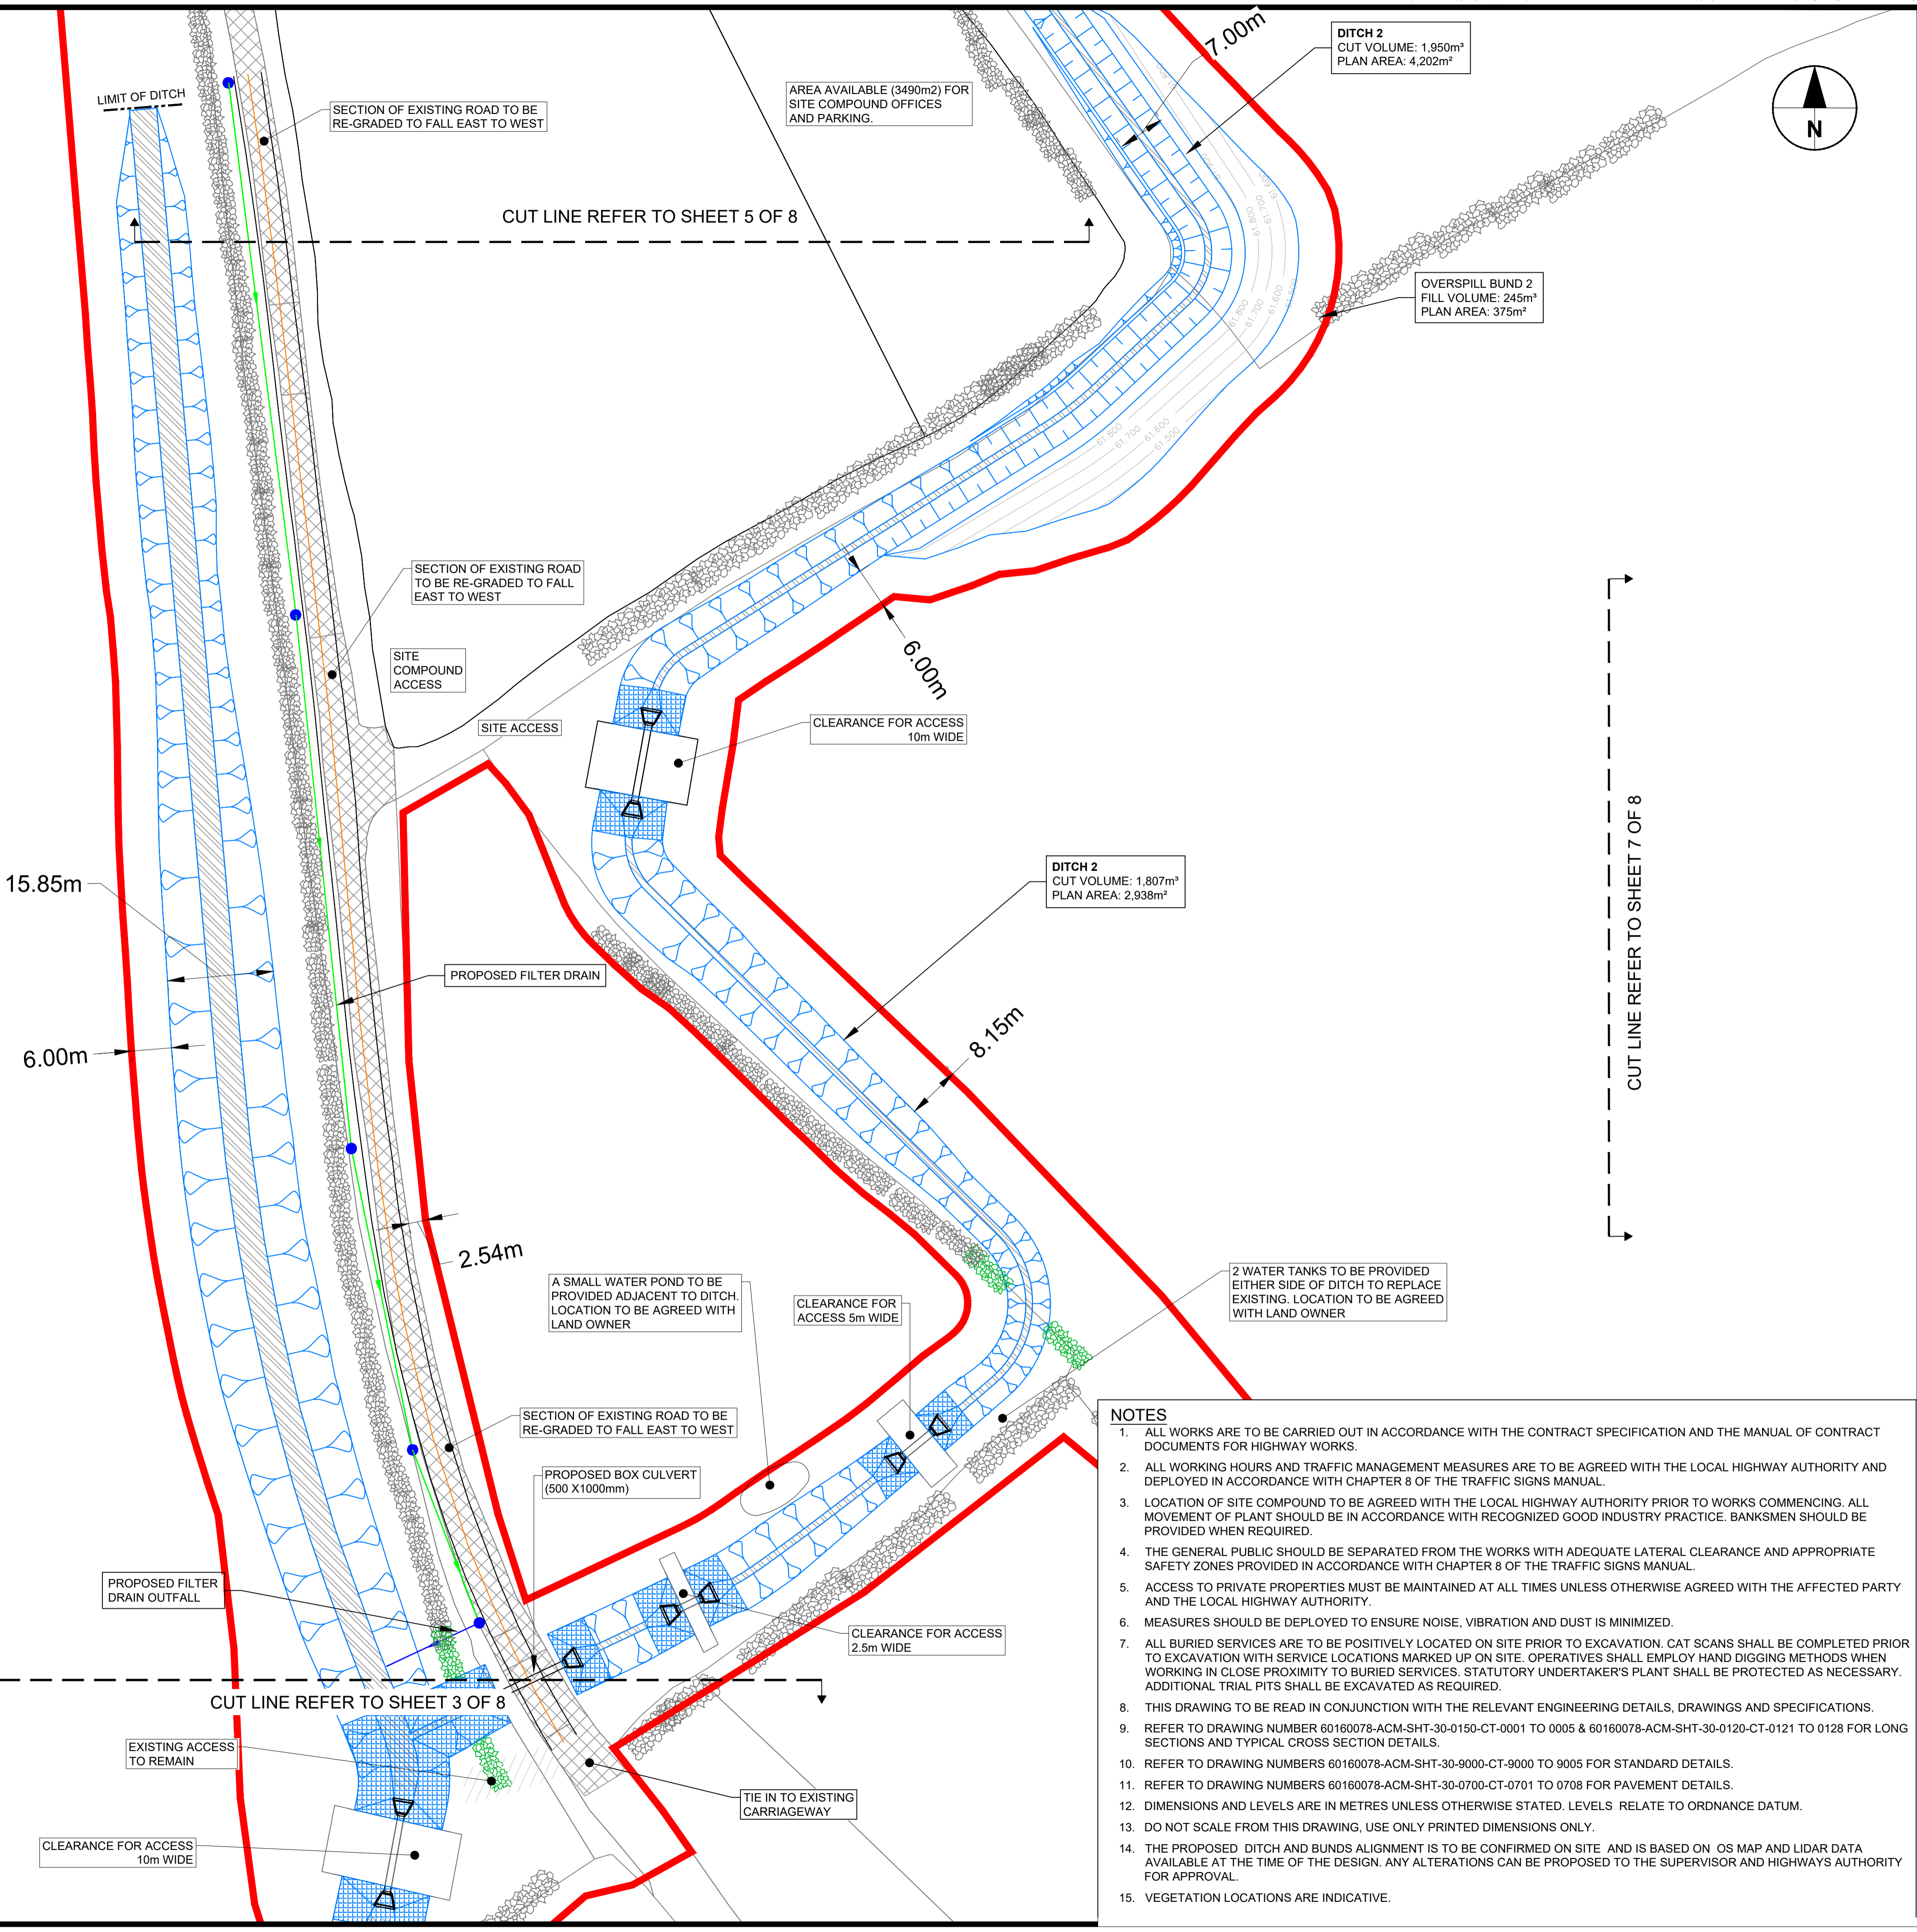 7.00m
DITCH 2
CUT VOLUME: 1,950m³
PLAN AREA: 4,202m²
LIMIT OF DITCH
SECTION OF EXISTING ROAD TO BE
RE-GRADED TO FALL EAST TO WEST
AREA AVAILABLE (3490m2) FOR
SITE COMPOUND OFFICES
AND PARKING.
N
CUT LINE REFER TO SHEET 5 OF 8
61.600
61.700
61.800
OVERSPILL BUND 2
FILL VOLUME: 245m³
PLAN AREA: 375m²
61.800
61.700
61.600
61.500
61.800
61.700
61.600
61.500
SECTION OF EXISTING ROAD
TO BE RE-GRADED TO FALL
EAST TO WEST
SITE
COMPOUND
ACCESS
6.00m
SITE ACCESS
CLEARANCE FOR ACCESS
10m WIDE
CUT LINE REFER TO SHEET 7 OF 8
15.85m
DITCH 2
CUT VOLUME: 1,807m³
PLAN AREA: 2,938m²
PROPOSED FILTER DRAIN
8.15m
6.00m
2.54m
A SMALL WATER POND TO BE
PROVIDED ADJACENT TO DITCH.
LOCATION TO BE AGREED WITH
LAND OWNER
CLEARANCE FOR
ACCESS 5m WIDE
2 WATER TANKS TO BE PROVIDED
EITHER SIDE OF DITCH TO REPLACE
EXISTING. LOCATION TO BE AGREED
WITH LAND OWNER
SECTION OF EXISTING ROAD TO BE
RE-GRADED TO FALL EAST TO WEST
PROPOSED BOX CULVERT
(500 X1000mm)
PROPOSED FILTER
DRAIN OUTFALL
CLEARANCE FOR ACCESS
2.5m WIDE
CUT LINE REFER TO SHEET 3 OF 8
EXISTING ACCESS
TO REMAIN
TIE IN TO EXISTING
CARRIAGEWAY
CLEARANCE FOR ACCESS
10m WIDE
NOTES
1. ALL WORKS ARE TO BE CARRIED OUT IN ACCORDANCE WITH THE CONTRACT SPECIFICATION AND THE MANUAL OF CONTRACT
DOCUMENTS FOR HIGHWAY WORKS.
2. ALL WORKING HOURS AND TRAFFIC MANAGEMENT MEASURES ARE TO BE AGREED WITH THE LOCAL HIGHWAY AUTHORITY AND
DEPLOYED IN ACCORDANCE WITH CHAPTER 8 OF THE TRAFFIC SIGNS MANUAL.
3. LOCATION OF SITE COMPOUND TO BE AGREED WITH THE LOCAL HIGHWAY AUTHORITY PRIOR TO WORKS COMMENCING. ALL
MOVEMENT OF PLANT SHOULD BE IN ACCORDANCE WITH RECOGNIZED GOOD INDUSTRY PRACTICE. BANKSMEN SHOULD BE
PROVIDED WHEN REQUIRED.
4. THE GENERAL PUBLIC SHOULD BE SEPARATED FROM THE WORKS WITH ADEQUATE LATERAL CLEARANCE AND APPROPRIATE
SAFETY ZONES PROVIDED IN ACCORDANCE WITH CHAPTER 8 OF THE TRAFFIC SIGNS MANUAL.
5. ACCESS TO PRIVATE PROPERTIES MUST BE MAINTAINED AT ALL TIMES UNLESS OTHERWISE AGREED WITH THE AFFECTED PARTY
AND THE LOCAL HIGHWAY AUTHORITY.
6. MEASURES SHOULD BE DEPLOYED TO ENSURE NOISE, VIBRATION AND DUST IS MINIMIZED.
7. ALL BURIED SERVICES ARE TO BE POSITIVELY LOCATED ON SITE PRIOR TO EXCAVATION. CAT SCANS SHALL BE COMPLETED PRIOR
TO EXCAVATION WITH SERVICE LOCATIONS MARKED UP ON SITE. OPERATIVES SHALL EMPLOY HAND DIGGING METHODS WHEN
WORKING IN CLOSE PROXIMITY TO BURIED SERVICES. STATUTORY UNDERTAKER'S PLANT SHALL BE PROTECTED AS NECESSARY.
ADDITIONAL TRIAL PITS SHALL BE EXCAVATED AS REQUIRED.
8. THIS DRAWING TO BE READ IN CONJUNCTION WITH THE RELEVANT ENGINEERING DETAILS, DRAWINGS AND SPECIFICATIONS.
9. REFER TO DRAWING NUMBER 60160078-ACM-SHT-30-0150-CT-0001 TO 0005 & 60160078-ACM-SHT-30-0120-CT-0121 TO 0128 FOR LONG
SECTIONS AND TYPICAL CROSS SECTION DETAILS.
10. REFER TO DRAWING NUMBERS 60160078-ACM-SHT-30-9000-CT-9000 TO 9005 FOR STANDARD DETAILS.
11. REFER TO DRAWING NUMBERS 60160078-ACM-SHT-30-0700-CT-0701 TO 0708 FOR PAVEMENT DETAILS.
12. DIMENSIONS AND LEVELS ARE IN METRES UNLESS OTHERWISE STATED. LEVELS RELATE TO ORDNANCE DATUM.
13. DO NOT SCALE FROM THIS DRAWING, USE ONLY PRINTED DIMENSIONS ONLY.
14. THE PROPOSED DITCH AND BUNDS ALIGNMENT IS TO BE CONFIRMED ON SITE AND IS BASED ON OS MAP AND LIDAR DATA
AVAILABLE AT THE TIME OF THE DESIGN. ANY ALTERATIONS CAN BE PROPOSED TO THE SUPERVISOR AND HIGHWAYS AUTHORITY
FOR APPROVAL.
15. VEGETATION LOCATIONS ARE INDICATIVE.